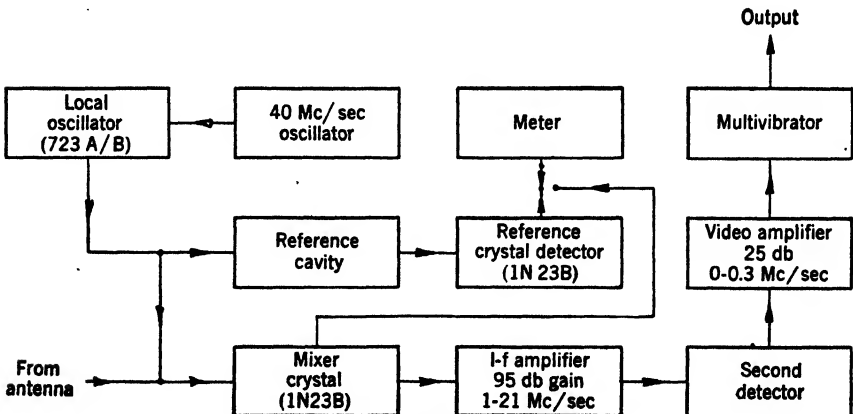 Output
Local
oscillator
(723 A/B)
40 Mc/sec
oscillator
Meter
Multivibrator
Reference
cavity
Reference
crystal detector
(1N 23B)
Video amplifier
25 db
0-0.3 Mc/sec
From
antenna
Mixer
crystal
(1N23B)
I-f amplifier
95 db gain
1-21 Mc/sec
Second
detector